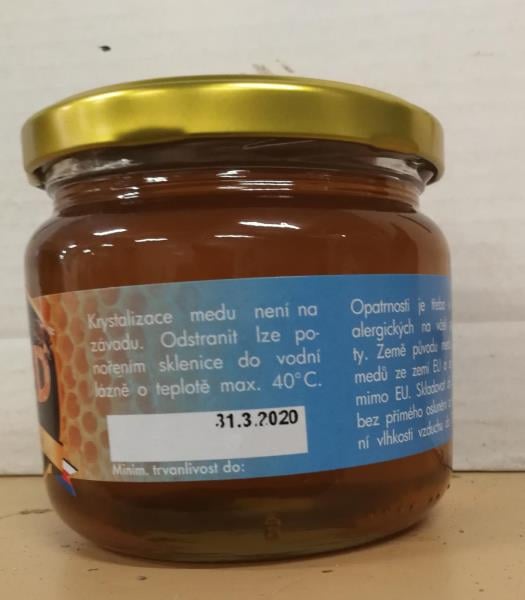 Krystalizace medu není na
závadu. Odstranit lze po-
nořením sklenice do vodní
lázně o teplotě max. 40°C.
31.3.2020
Minim. trvanlivost do:
Opatrnosti je třeba
alergických na
ty. Země původu
medů ze zemí EU a
mimo EU. Skladovat
bez přímého oslunění
ní vlhkosti vzduchu